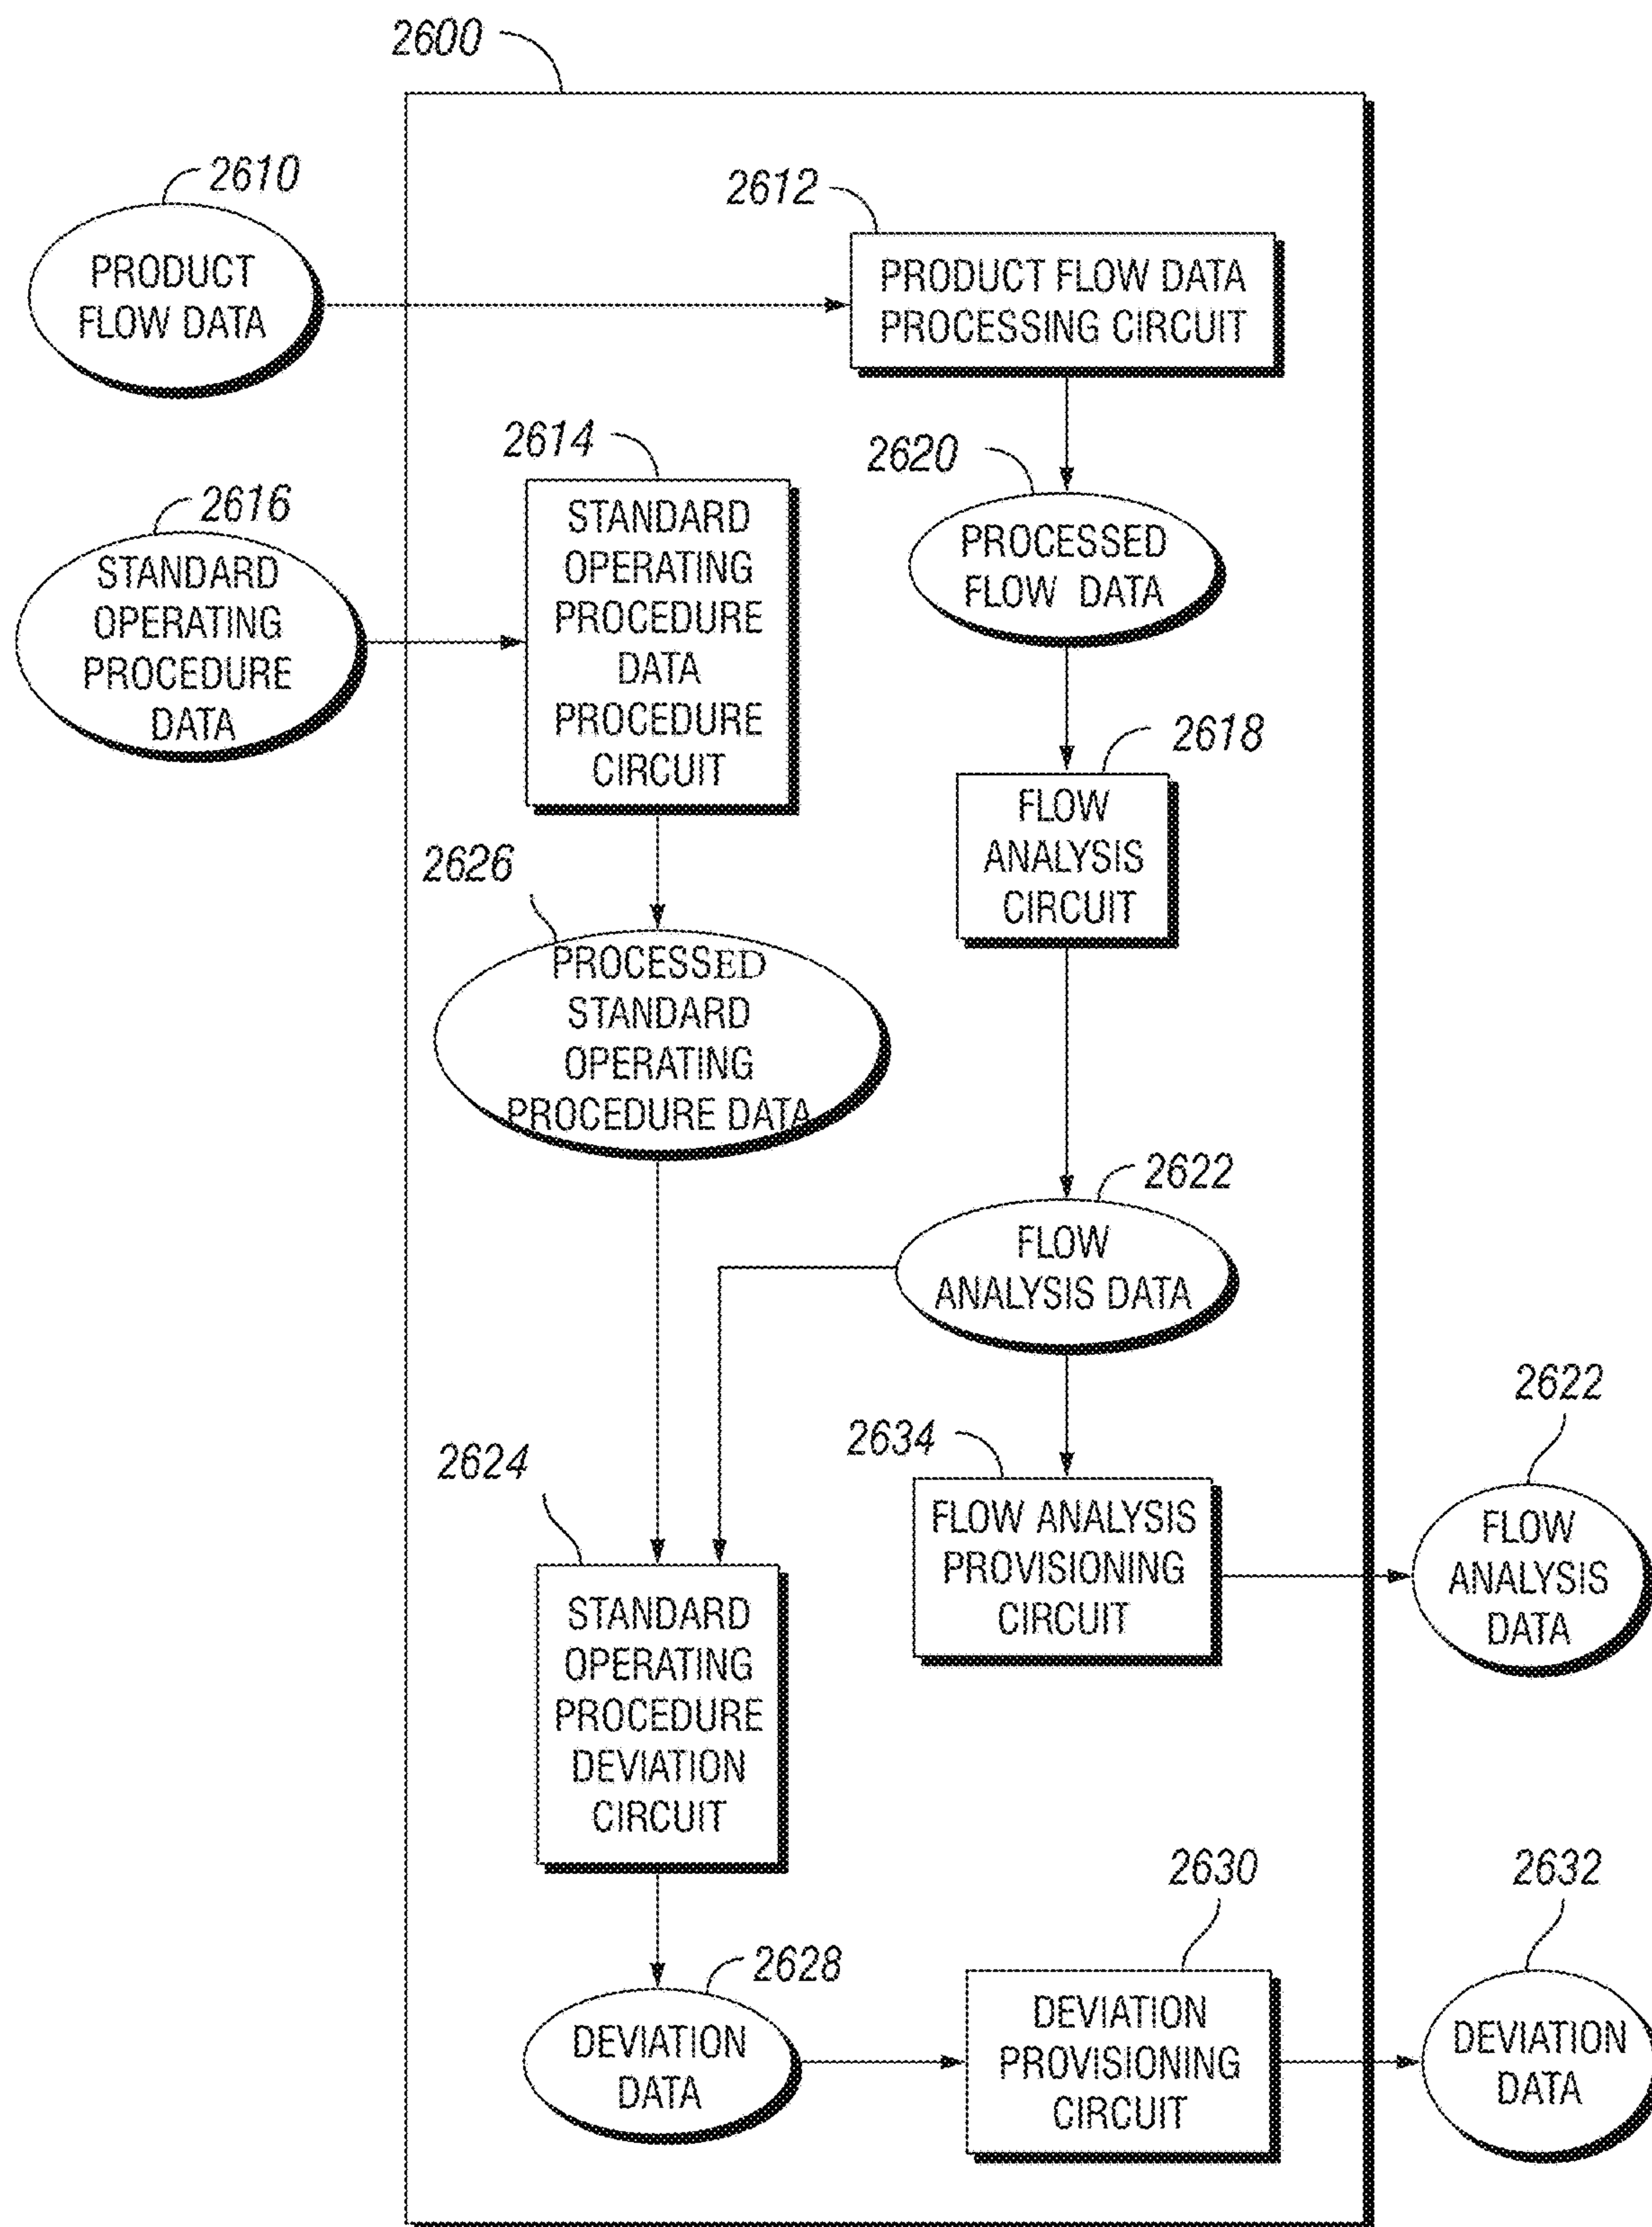 2600
2610
PRODUCT
FLOW DATA
2612
PRODUCT FLOW DATA
PROCESSING CIRCUIT
2614
STANDARD
OPERATING
PROCEDURE
DATA
PROCEDURE
CIRCUIT
2616
STANDARD
OPERATING
PROCEDURE
DATA
2620
PROCESSED
FLOW DATA
2618
FLOW
ANALYSIS
CIRCUIT
2626
PROCESSED
STANDARD
OPERATING
PROCEDURE DATA
2622
FLOW
ANALYSIS DATA
2624
STANDARD
OPERATING
PROCEDURE
DEVIATION
CIRCUIT
2634
FLOW ANALYSIS
PROVISIONING
CIRCUIT
2622
FLOW
ANALYSIS
DATA
2628
DEVIATION
DATA
2630
DEVIATION
PROVISIONING
CIRCUIT
2632
DEVIATION
DATA